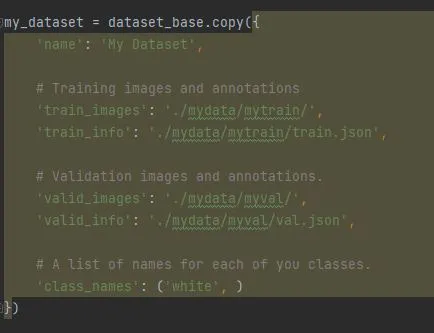 my_dataset = dataset_base.copy({
    'name': 'My Dataset',

    # Training images and annotations
    'train_images': './mydata/mytrain/',
    'train_info': './mydata/mytrain/train.json',

    # Validation images and annotations.
    'valid_images': './mydata/myval/',
    'valid_info': './mydata/myval/val.json',

    # A list of names for each of you classes.
    'class_names': ('white', )
})